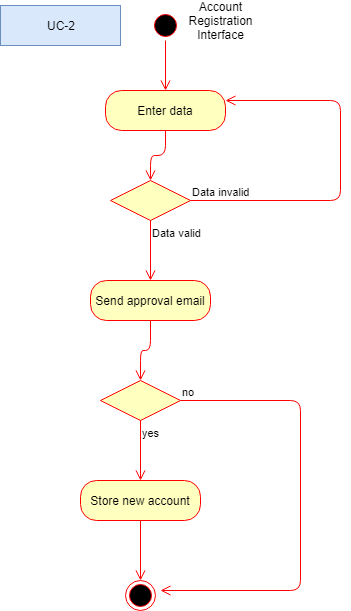 UC-2
Account
Registration
Interface
Enter data
Data invalid
Data valid
Send approval email
no
yes
Store new account